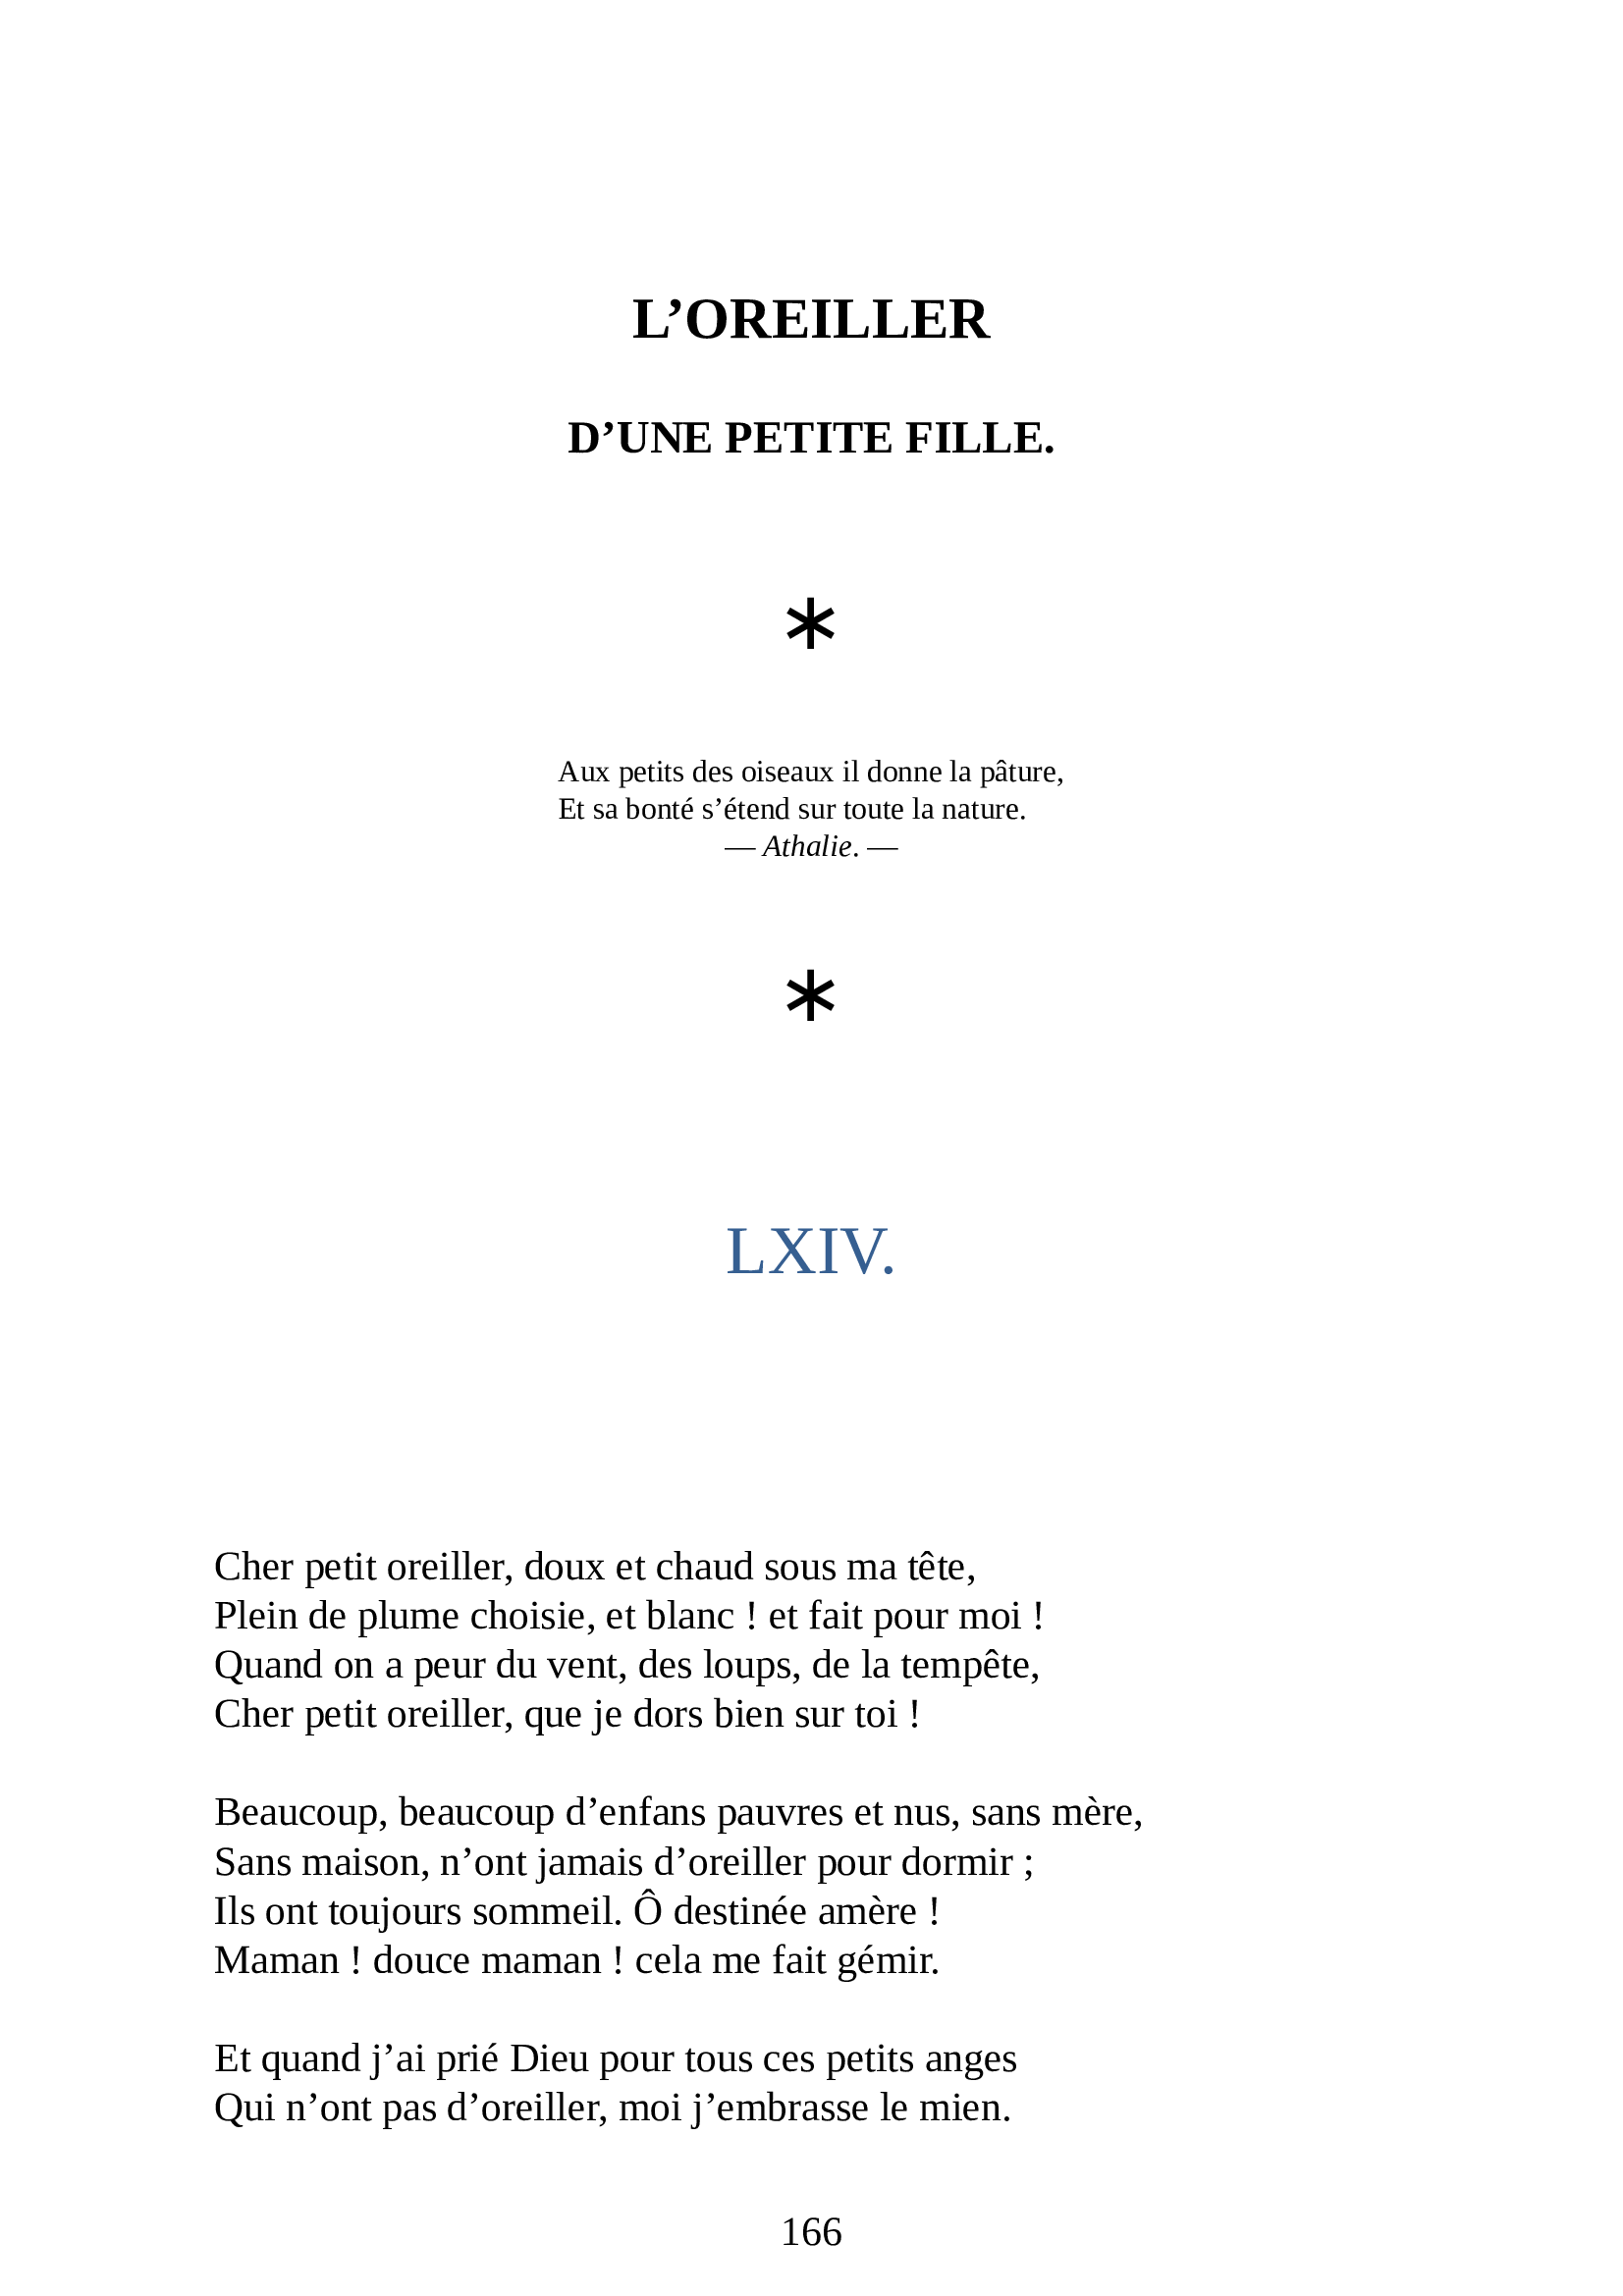 L’OREILLER
D’UNE PETITE FILLE.
*
Aux petits des oiseaux il donne la pâture,
Et sa bonté s’étend sur toute la nature.
— Athalie. —
*
LXIV.
Cher petit oreiller, doux et chaud sous ma tête,
Plein de plume choisie, et blanc ! et fait pour moi !
Quand on a peur du vent, des loups, de la tempête,
Cher petit oreiller, que je dors bien sur toi !
Beaucoup, beaucoup d’enfans pauvres et nus, sans mère,
Sans maison, n’ont jamais d’oreiller pour dormir ;
Ils ont toujours sommeil. Ô destinée amère !
Maman ! douce maman ! cela me fait gémir.
Et quand j’ai prié Dieu pour tous ces petits anges
Qui n’ont pas d’oreiller, moi j’embrasse le mien.
166